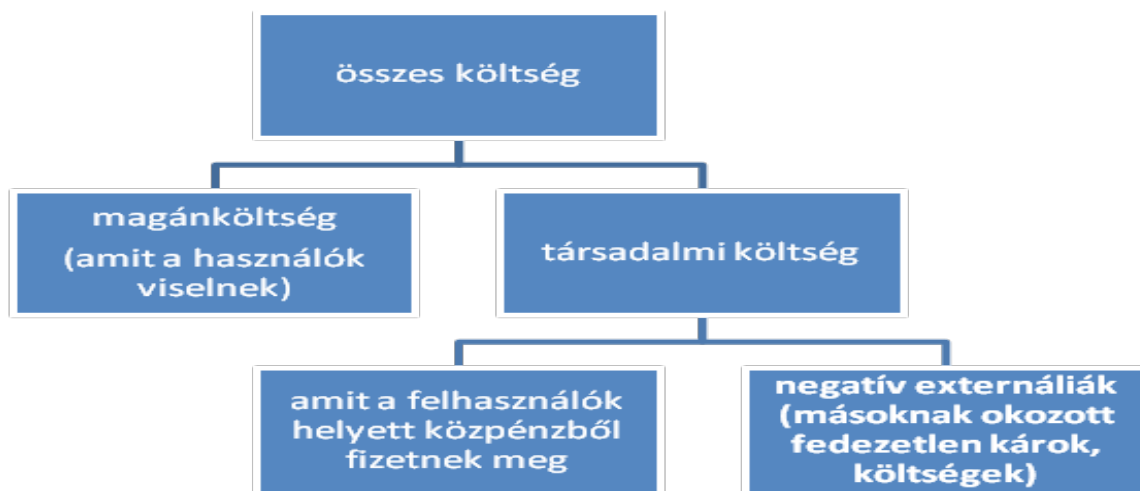 összes költség
magánköltség
(amit a használók
viselnek)
társadalmi költség
amit a felhasználók
helyett közpénzből
fizetnek meg
negatív externáliák
(másoknak okozott
fedezetlen károk,
költségek)